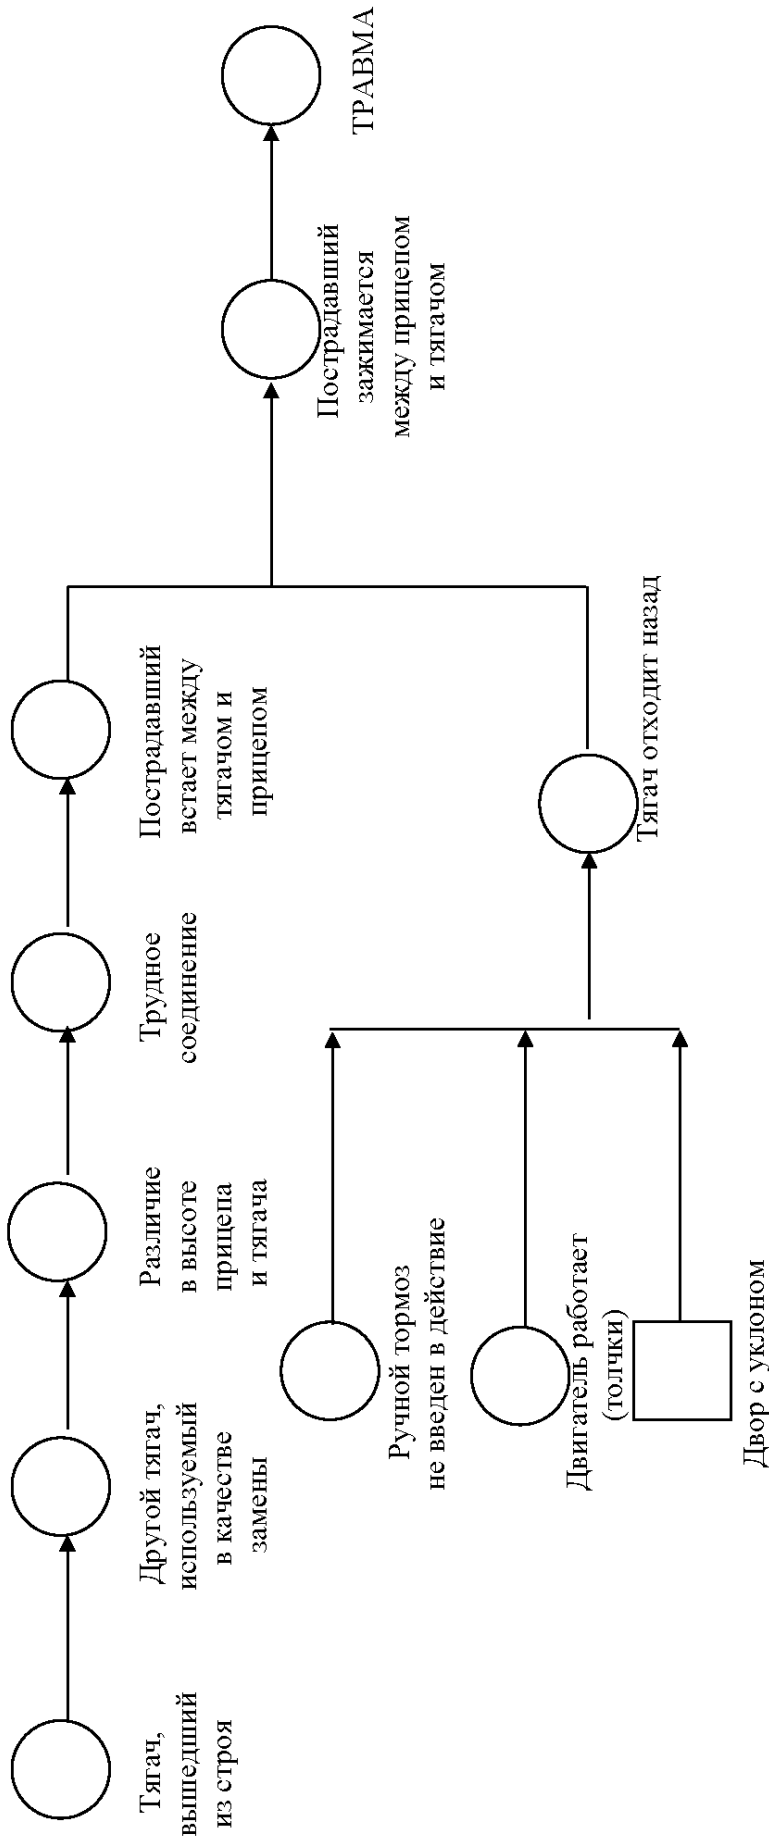 Тягач,
вышедший
из строя
Другой тягач,
используемый
в качестве
замены
Различие
в высоте
прицепа
и тягача
Трудное
соединение
Пострадавший
встает между
тягачом и
прицепом
Ручной тормоз
не введен в действие
Двигатель работает
(толчки)
Двор с уклоном
Тягач отходит назад
Пострадавший
зажимается
между прицепом
и тягачом
ТРАВМА